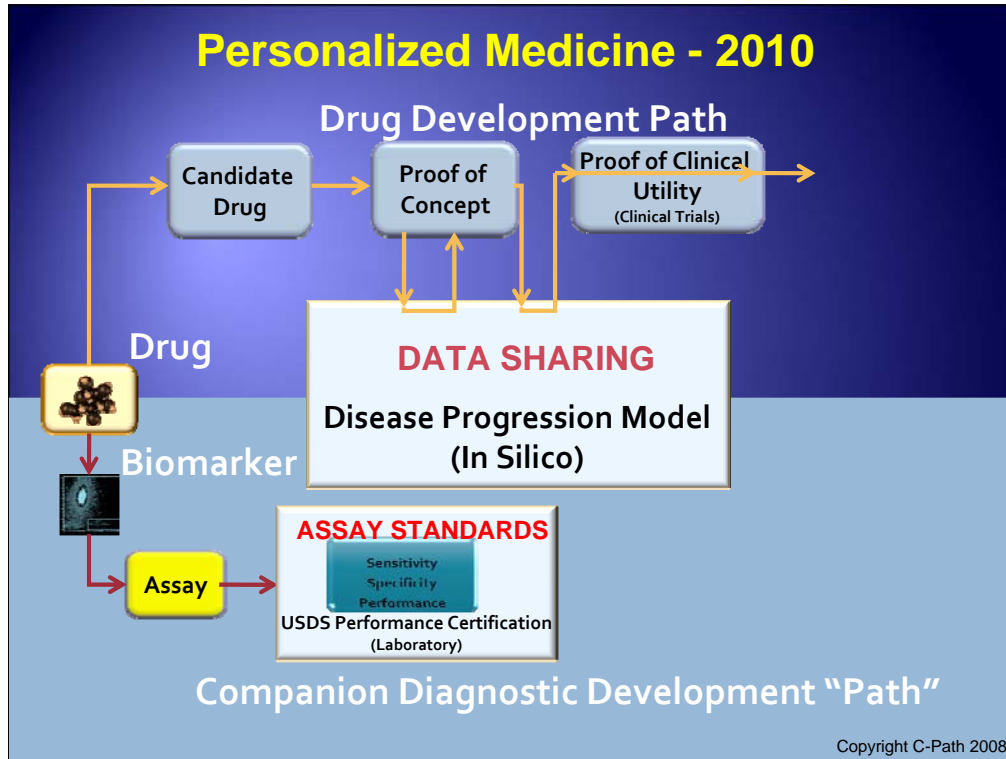 Personalized Medicine - 2010
Drug Development Path
Candidate
Drug
Proof of
Concept
Proof of Clinical
Utility
(Clinical Trials)
Drug
DATA SHARING
Disease Progression Model
(In Silico)
Biomarker
Assay
ASSAY STANDARDS
Sensitivity
Specificity
Performance
USDS Performance Certification
(Laboratory)
Companion Diagnostic Development “Path”
Copyright C-Path 2008